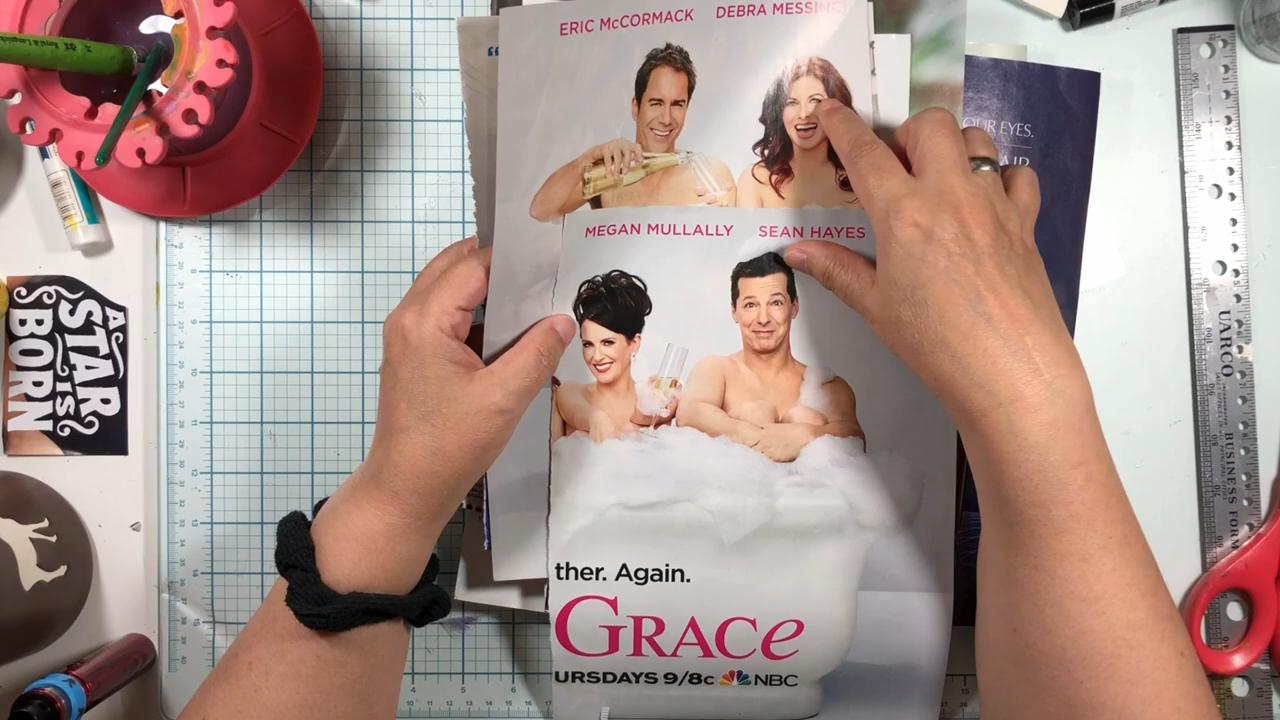 ERIC McCORMACK DEBRA MESSING
OUR EYES.
MEGAN MULLALLY SEAN HAYES
A
STAR
IS
BORN
ther. Again.
GRACe
URSDAYS 9/8c NBC
UARCO
BUSINESS FORM